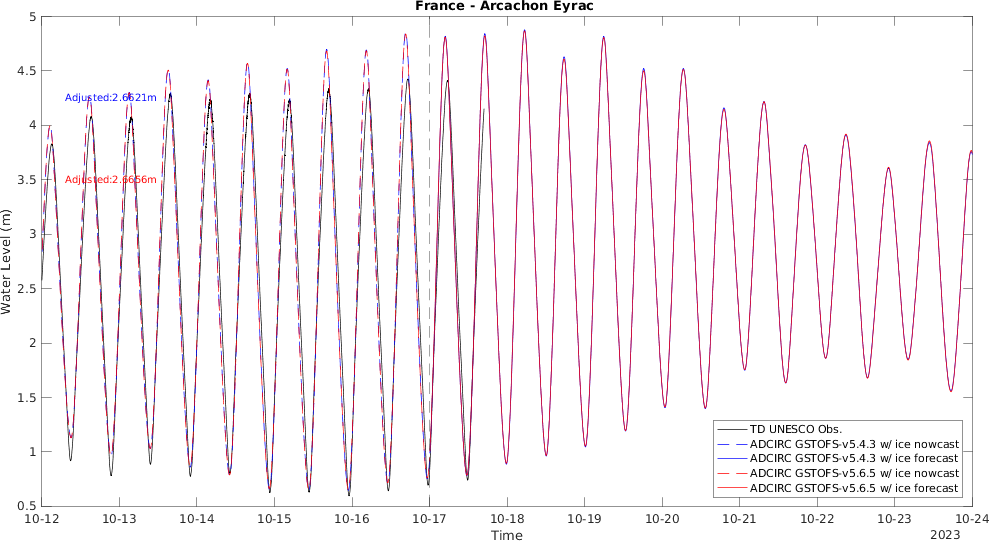 France - Arcachon Eyrac
Water Level (m)
5
4.5
4
3.5
3
2.5
2
1.5
1
0.5
Adjusted:2.6621m
Adjusted:2.6656m
TD UNESCO Obs.
ADCIRC GSTOFS-v5.4.3 w/ ice nowcast
ADCIRC GSTOFS-v5.4.3 w/ ice forecast
ADCIRC GSTOFS-v5.6.5 w/ ice nowcast
ADCIRC GSTOFS-v5.6.5 w/ ice forecast
10-12 10-13 10-14 10-15 10-16 10-17 10-18 10-19 10-20 10-21 10-22 10-23 10-24
Time
2023